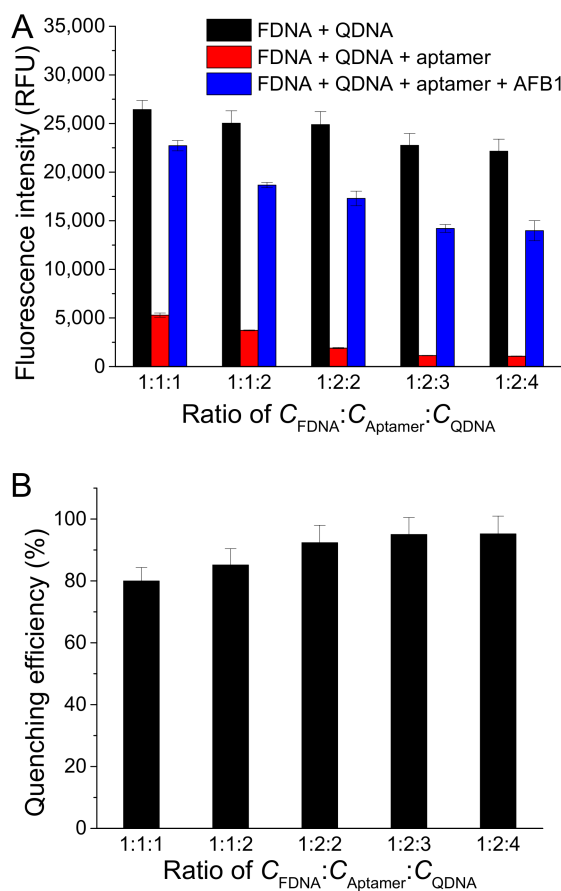 A
35,000
30,000
25,000
20,000
15,000
10,000
5,000
0
Fluorescence intensity (RFU)
FDNA + QDNA
FDNA + QDNA + aptamer
FDNA + QDNA + aptamer + AFB1
1:1:1 1:1:2 1:2:2 1:2:3 1:2:4
Ratio of CFDNA:CAptamer:CQDNA
B
100
80
60
40
20
0
Quenching efficiency (%)
1:1:1 1:1:2 1:2:2 1:2:3 1:2:4
Ratio of CFDNA:CAptamer:CQDNA